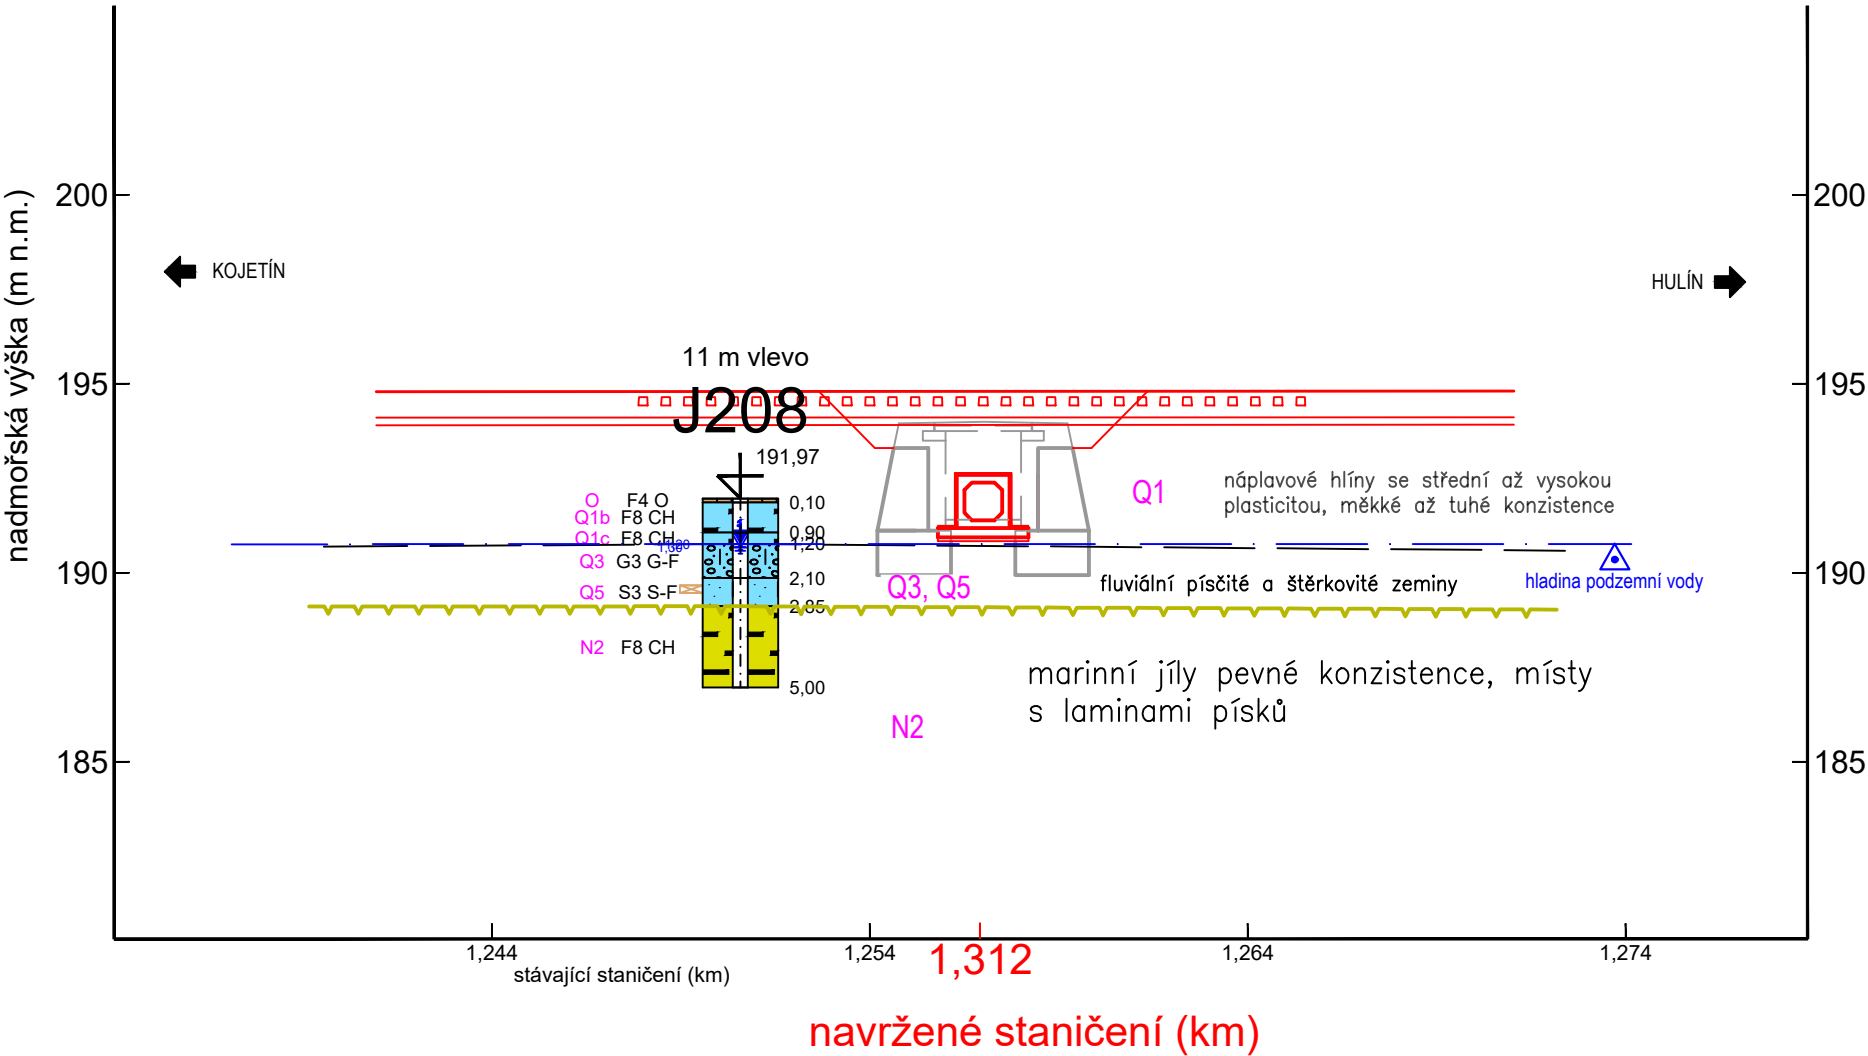 nadmořská výška (m n.m.)
200
200
195
195
190
190
185
185
KOJETÍN
HULÍN
11 m vlevo
J208
191,97
O F4 O 0,10
Q1b F8 CH
0,90
Q1c F8 CH 1,20
Q3 G3 G-F
2,10
Q5 S3 S-F
2,85
N2 F8 CH
5,00
Q1
náplavové hlíny se střední až vysokou
plasticitou, měkké až tuhé konzistence
Q3, Q5
fluviální písčité a štěrkovité zeminy
hladina podzemní vody
marinní jíly pevné konzistence, místy
s laminami písků
N2
1,244
1,254
1,264
1,274
stávající staničení (km)
1,312
navržené staničení (km)